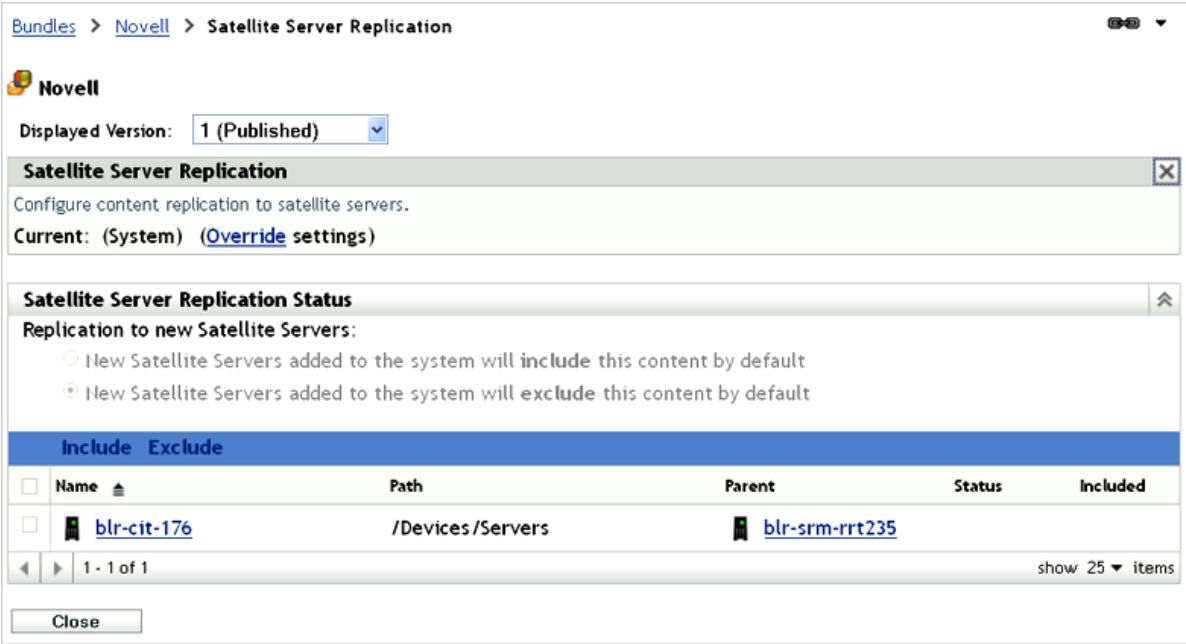 Bundles > Novell > Satellite Server Replication
Novell
Displayed Version: 1 (Published)
Satellite Server Replication
Configure content replication to satellite servers.
Current: (System) (Override settings)
Satellite Server Replication Status
Replication to new Satellite Servers:
New Satellite Servers added to the system will include this content by default
New Satellite Servers added to the system will exclude this content by default
Include Exclude
Name Path Parent Status Included
blr-cit-176 /Devices/Servers blr-srm-rrt235
1 - 1 of 1 show 25 items
Close